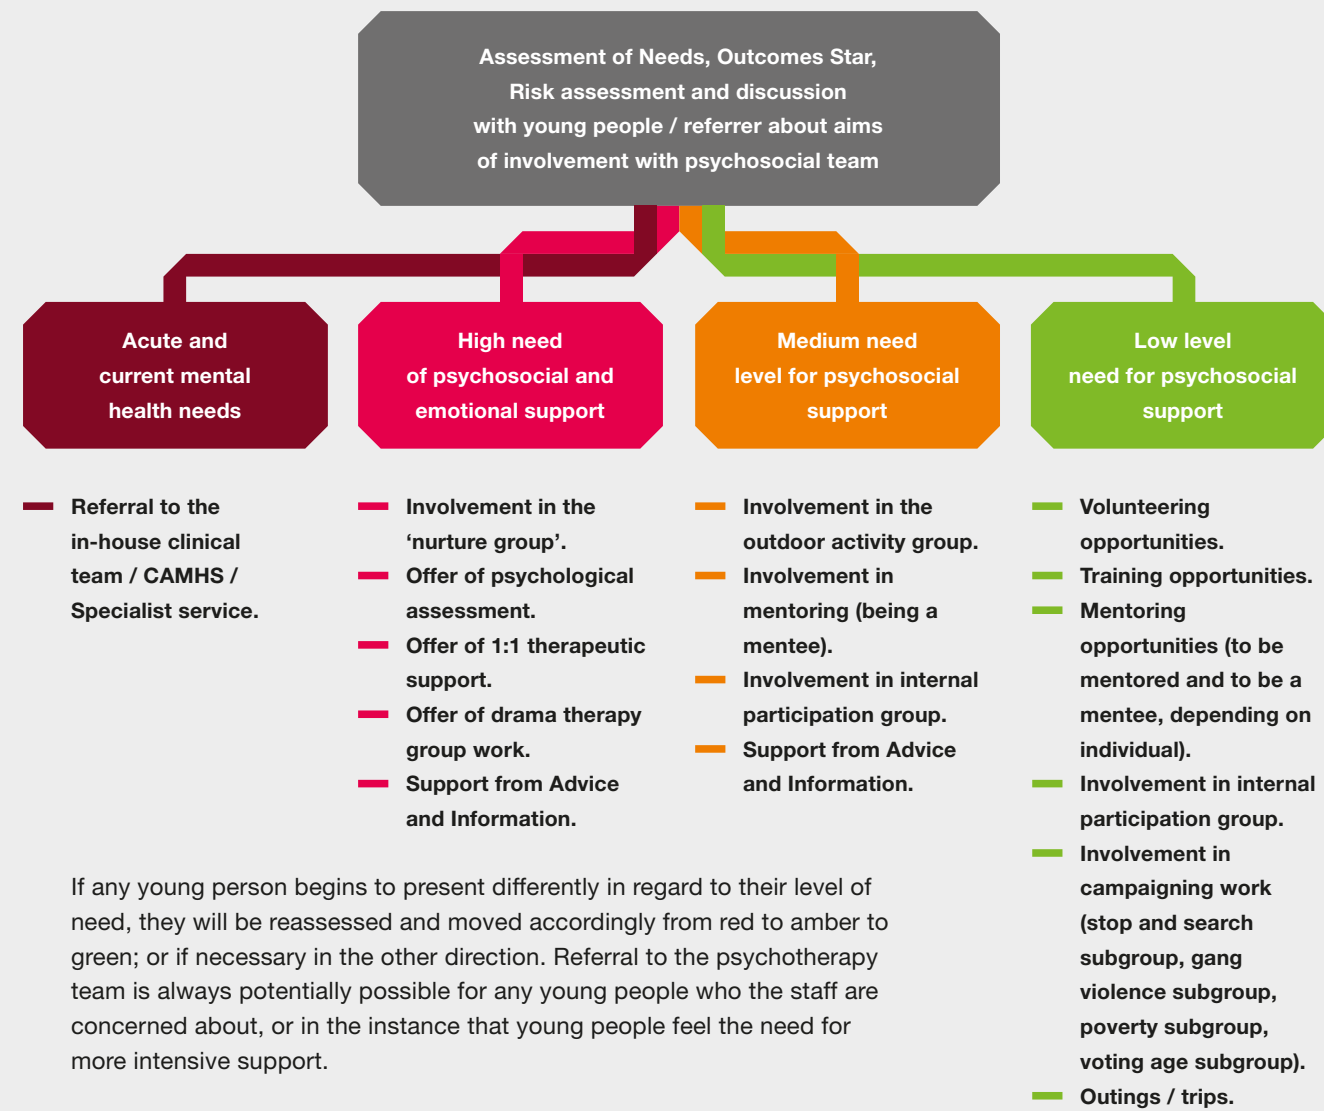 Assessment of Needs, Outcomes Star,
Risk assessment and discussion
with young people / referrer about aims
of involvement with psychosocial team
Acute and
current mental
health needs
High need
of psychosocial and
emotional support
Medium need
level for psychosocial
support
Low level
need for psychosocial
support
Referral to the
in-house clinical
team / CAMHS /
Specialist service.
Involvement in the
‘nurture group’.
Offer of psychological
assessment.
Offer of 1:1 therapeutic
support.
Offer of drama therapy
group work.
Support from Advice
and Information.
Involvement in the
outdoor activity group.
Involvement in
mentoring (being a
mentee).
Involvement in internal
participation group.
Support from Advice
and Information.
Volunteering
opportunities.
Training opportunities.
Mentoring
opportunities (to be
mentored and to be a
mentee, depending on
individual).
Involvement in internal
participation group.
Involvement in
campaigning work
(stop and search
subgroup, gang
violence subgroup,
poverty subgroup,
voting age subgroup).
Outings / trips.
If any young person begins to present differently in regard to their level of
need, they will be reassessed and moved accordingly from red to amber to
green; or if necessary in the other direction. Referral to the psychotherapy
team is always potentially possible for any young people who the staff are
concerned about, or in the instance that young people feel the need for
more intensive support.